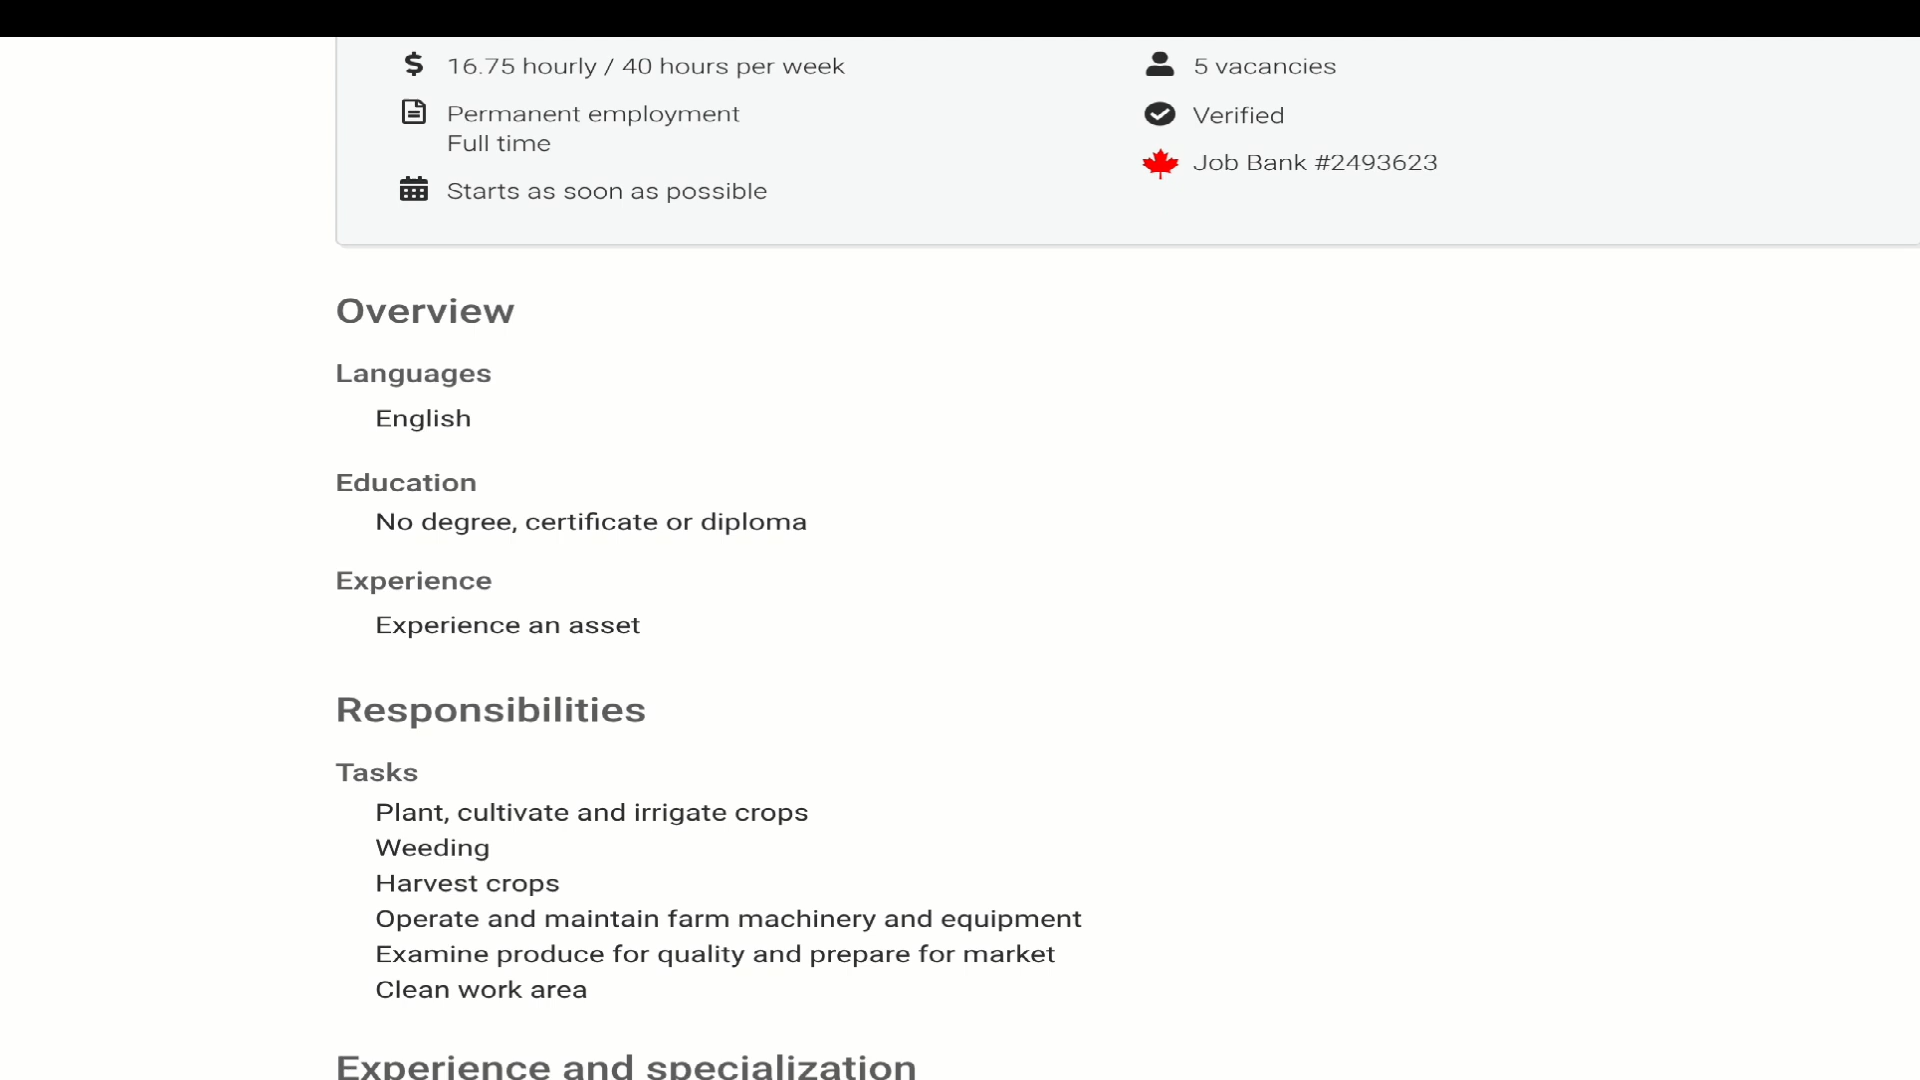 16.75 hourly / 40 hours per week
Permanent employment
Full time
Starts as soon as possible
5 vacancies
Verified
Job Bank #2493623
Overview
Languages
English
Education
No degree, certificate or diploma
Experience
Experience an asset
Responsibilities
Tasks
Plant, cultivate and irrigate crops
Weeding
Harvest crops
Operate and maintain farm machinery and equipment
Examine produce for quality and prepare for market
Clean work area
Experience and specialization